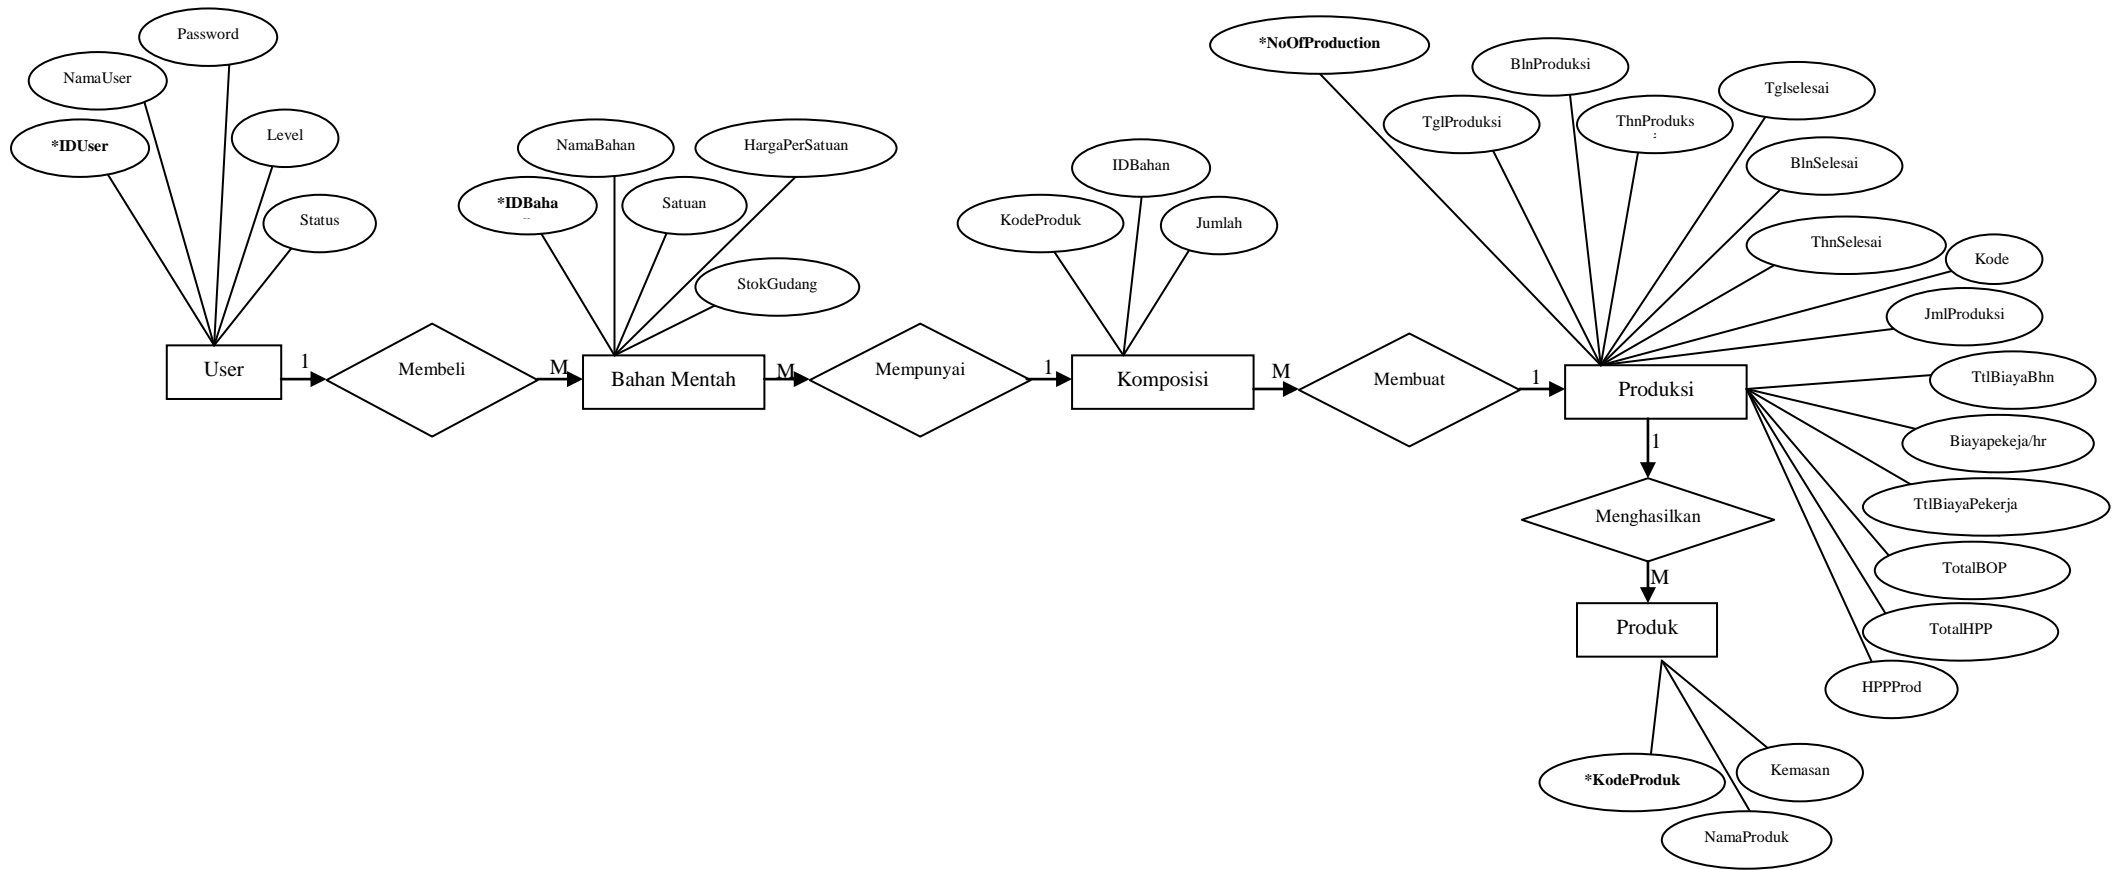 Password
NamaUser
Level
*IDUser
Status
User
1
Membeli
M
NamaBahan
HargaPerSatuan
*IDBaha
Satuan
StokGudang
Bahan Mentah
M
Mempunyai
1
IDBahan
KodeProduk
Jumlah
Komposisi
M
Membuat
1
*NoOfProduction
BlnProduksi
Tglselesai
TglProduksi
ThnProduks
BlnSelesai
ThnSelesai
Kode
JmlProduksi
Produksi
TtlBiayaBhn
Biayapekeja/hr
TtlBiayaPekerja
TotalBOP
TotalHPP
HPPProd
1
Menghasilkan
M
Produk
*KodeProduk
Kemasan
NamaProduk